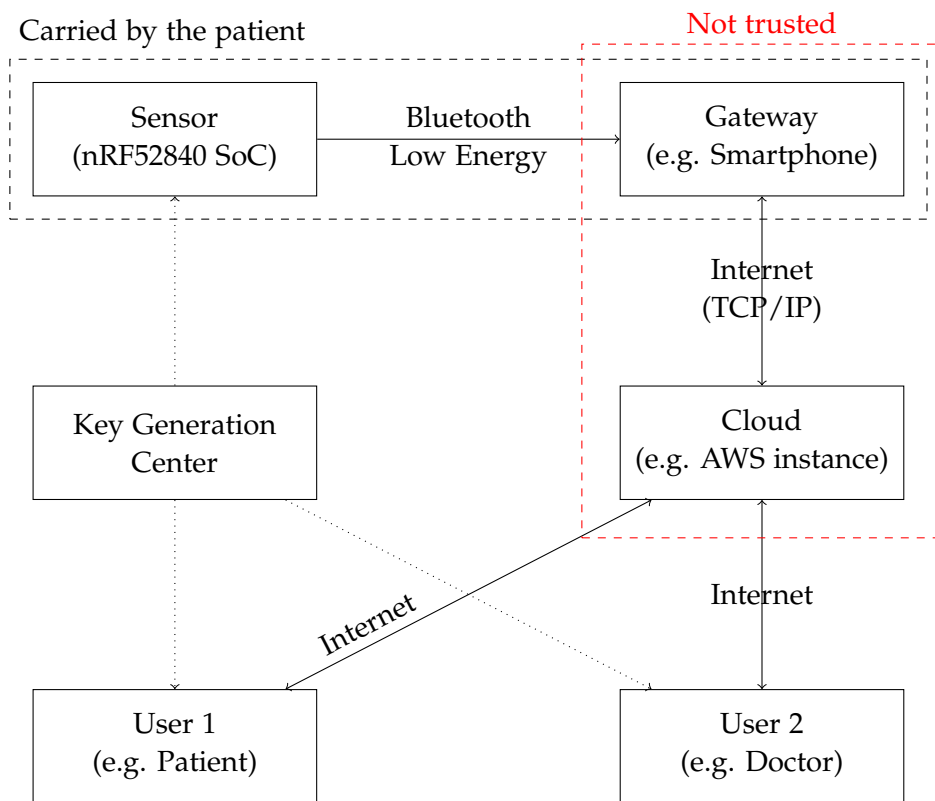 Not trusted
Carried by the patient
Sensor
(nRF52840 SoC)
Bluetooth
Low Energy
Gateway
(e.g. Smartphone)
Internet
(TCP/IP)
Key Generation
Center
Cloud
(e.g. AWS instance)
Internet
Internet
User 1
(e.g. Patient)
User 2
(e.g. Doctor)